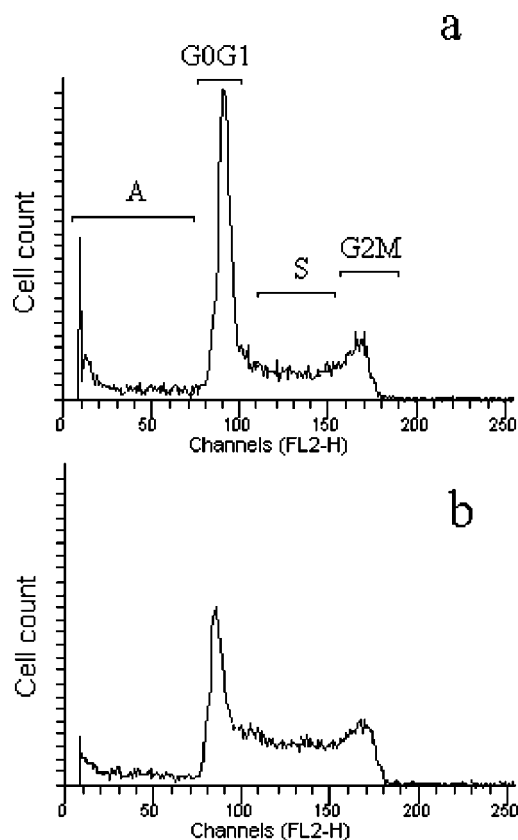 a
G0G1
A
S
G2M
Cell count
0 50 100 150 200 250
Channels (FL2-H)
b
Cell count
0 50 100 150 200 250
Channels (FL2-H)